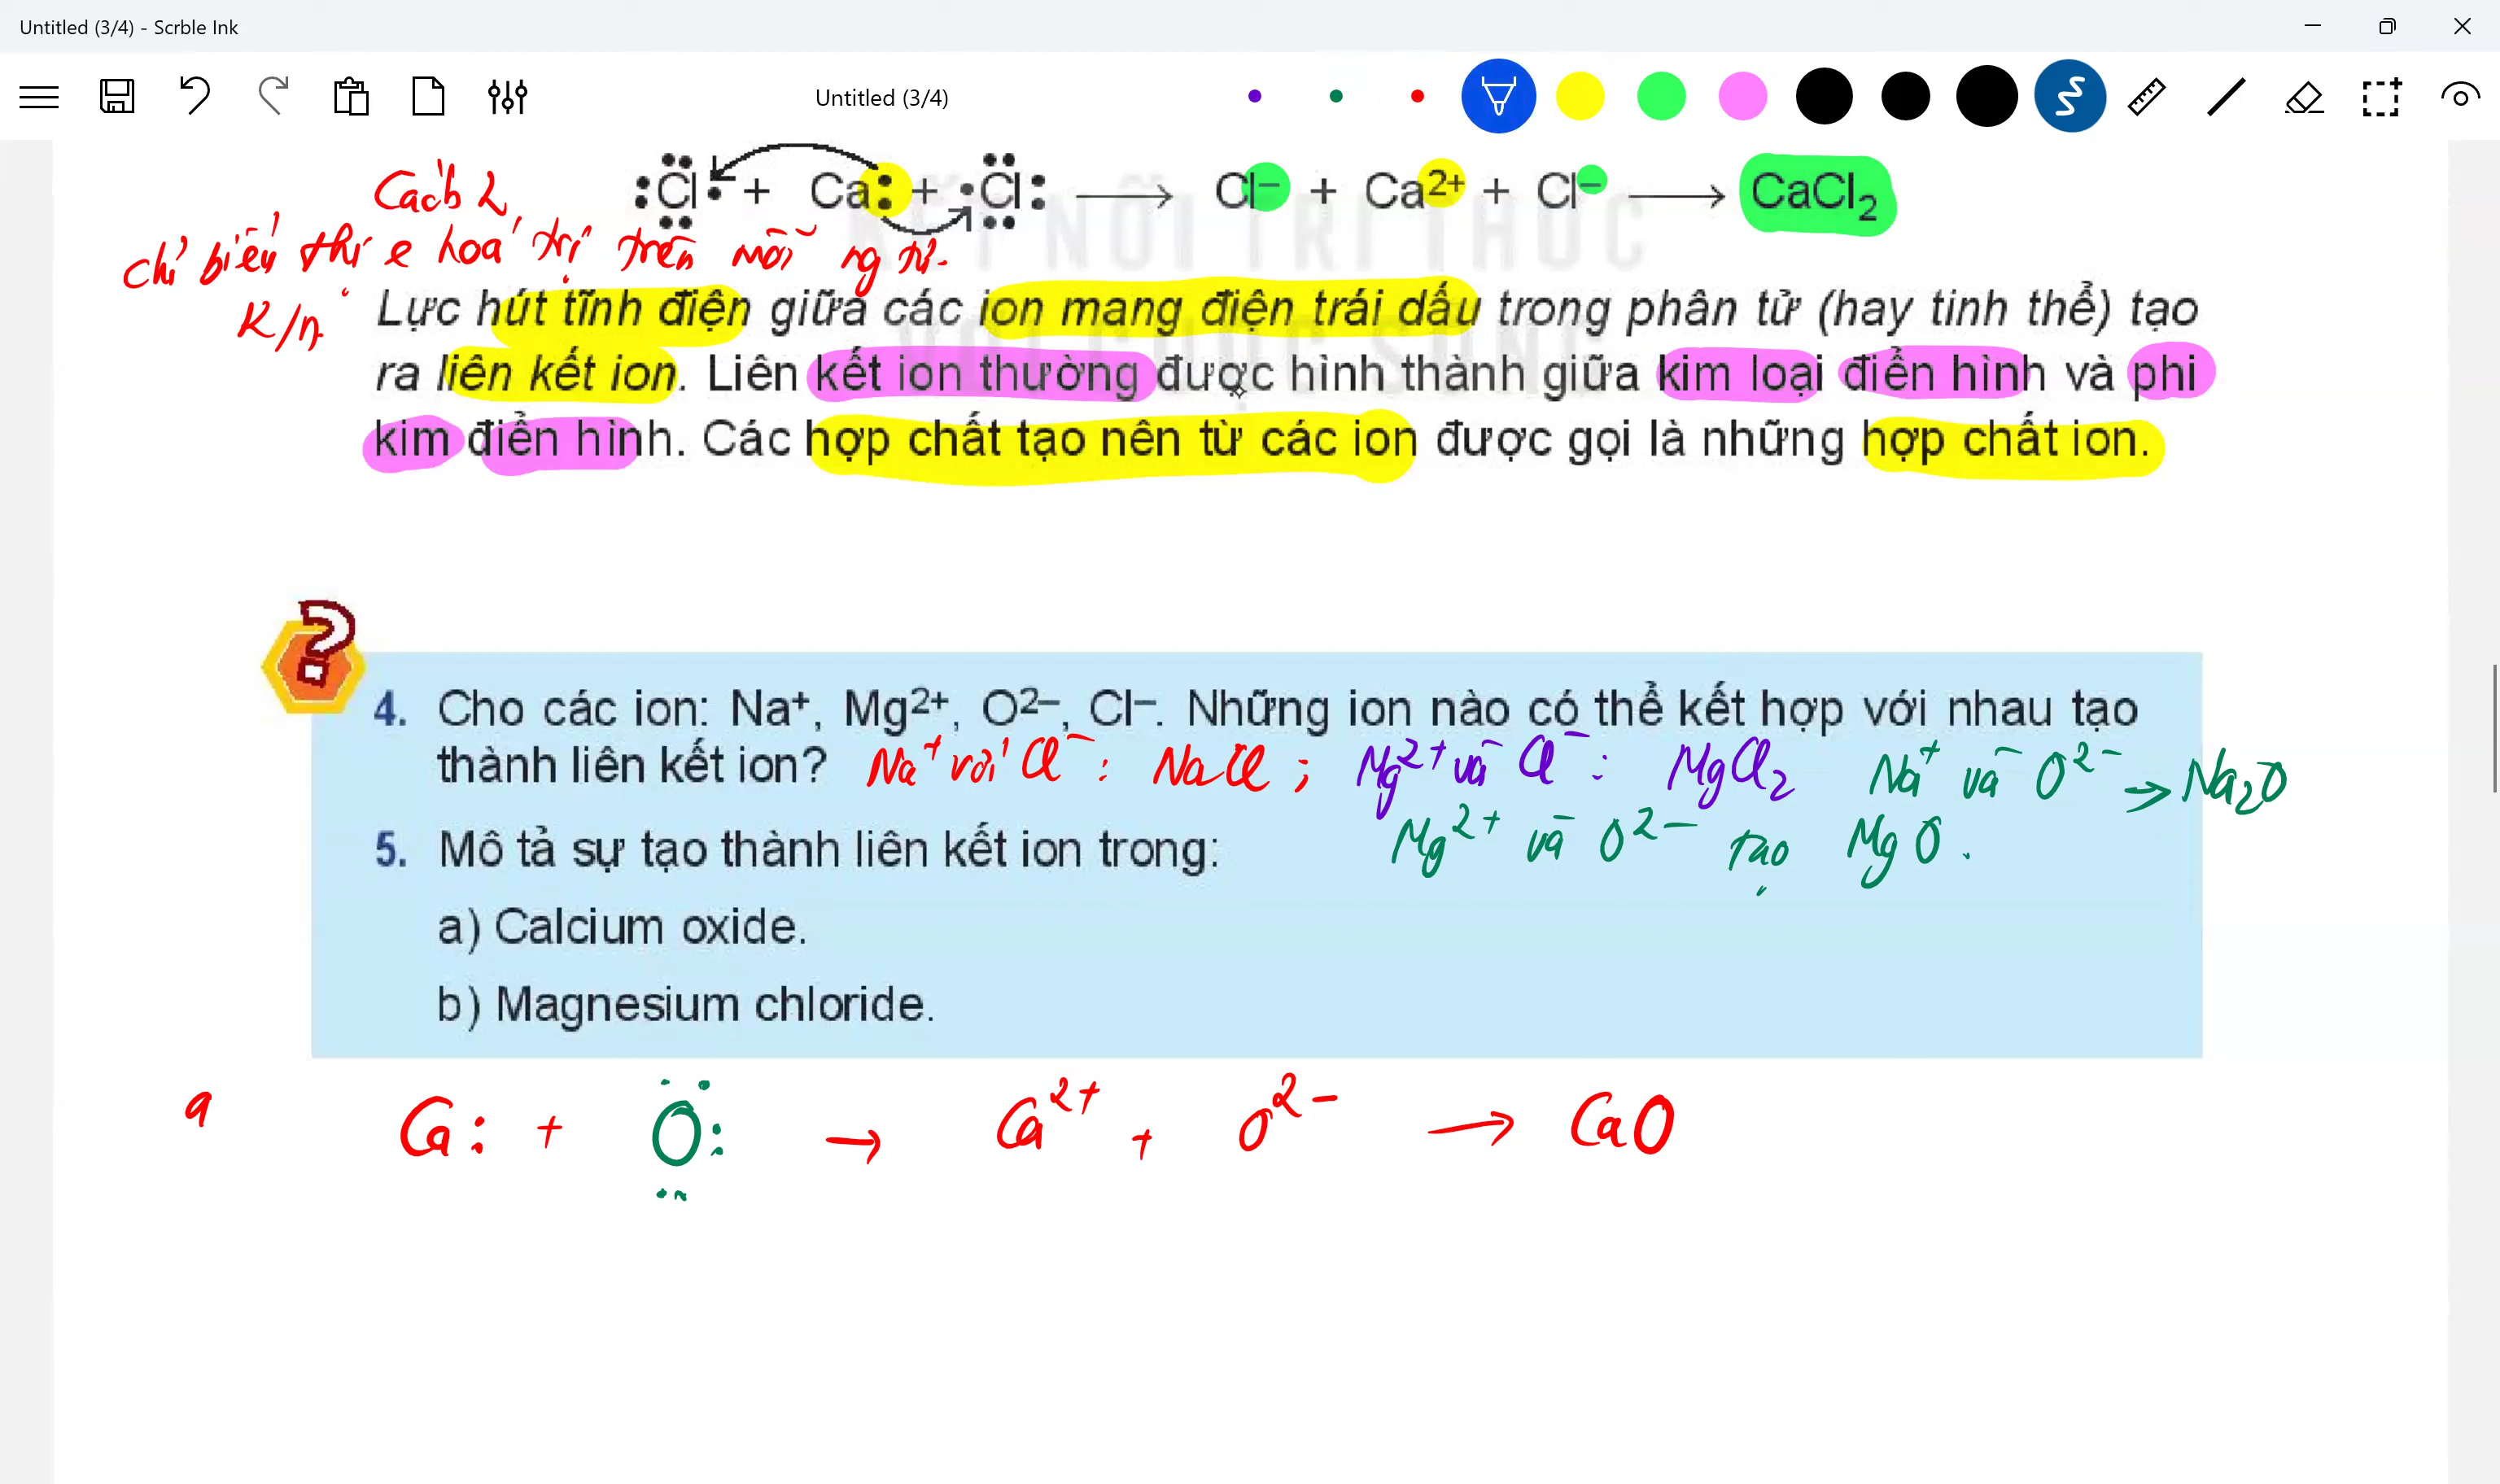 Untitled (3/4) - Scrble Ink
Untitled (3/4)
Cách 2
:Cl· + Ca: + ·Cl: ⟶ Cl⁻ + Ca²⁺ + Cl⁻ ⟶ CaCl₂
chỉ biểu thị e hoá trị trên mỗi ng tử.
KẾT NỐI TRI THỨC
K/n
Lực hút tĩnh điện giữa các ion mang điện trái dấu trong phân tử (hay tinh thể) tạo
VỚI CUỘC SỐNG
ra liên kết ion. Liên kết ion thường được hình thành giữa kim loại điển hình và phi
kim điển hình. Các hợp chất tạo nên từ các ion được gọi là những hợp chất ion.
?
4. Cho các ion: Na⁺, Mg²⁺, O²⁻, Cl⁻. Những ion nào có thể kết hợp với nhau tạo
thành liên kết ion? Na⁺ với Cl⁻ : NaCl ; Mg²⁺ và Cl⁻ : MgCl₂ Na⁺ và O²⁻ → Na₂O
Mg²⁺ và O²⁻ tạo MgO.
5. Mô tả sự tạo thành liên kết ion trong:
a) Calcium oxide.
b) Magnesium chloride.
a Ca: + O: → Ca²⁺ + O²⁻ → CaO